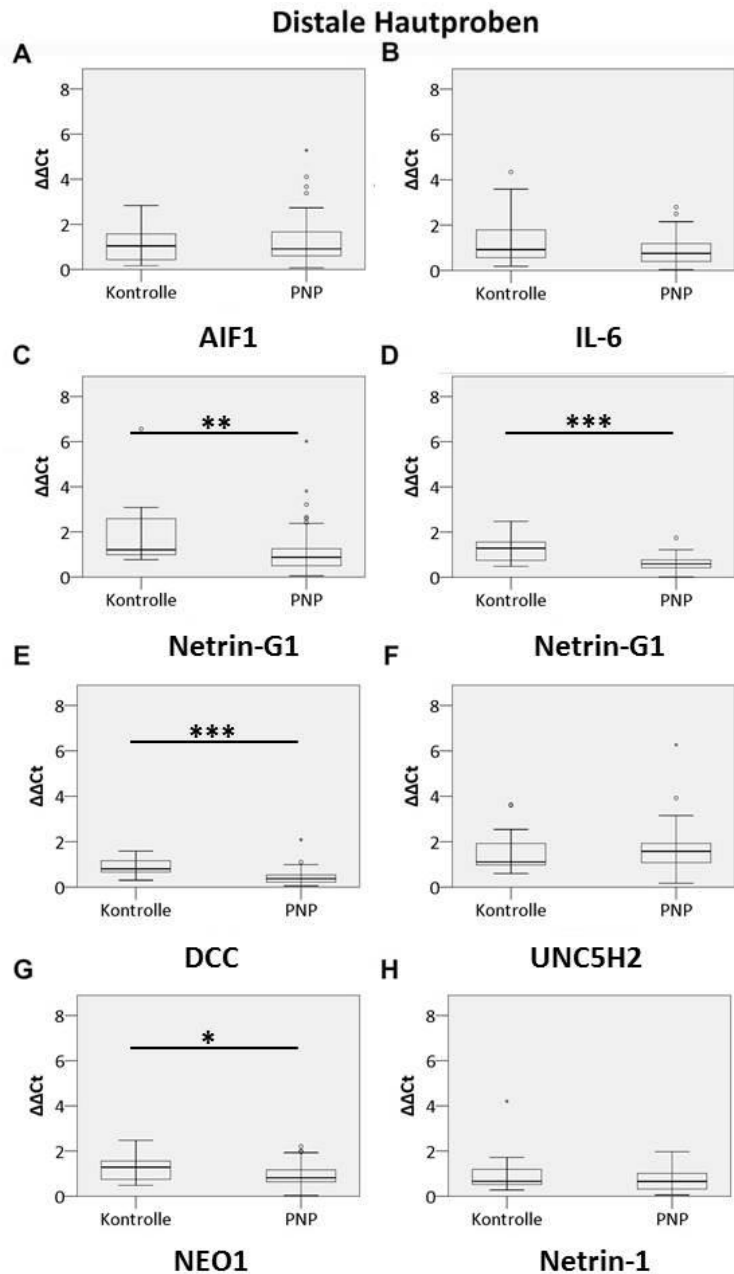 Distale Hautproben
A
B
8
6
4
2
0
ΔΔCt
Kontrolle PNP
8
6
4
2
0
ΔΔCt
Kontrolle PNP
AIF1
IL-6
C
D
8
6
4
2
0
ΔΔCt
**
Kontrolle PNP
8
6
4
2
0
ΔΔCt
***
Kontrolle PNP
Netrin-G1
Netrin-G1
E
F
8
6
4
2
0
ΔΔCt
***
Kontrolle PNP
8
6
4
2
0
ΔΔCt
Kontrolle PNP
DCC
UNC5H2
G
H
8
6
4
2
0
ΔΔCt
*
Kontrolle PNP
8
6
4
2
0
ΔΔCt
Kontrolle PNP
NEO1
Netrin-1